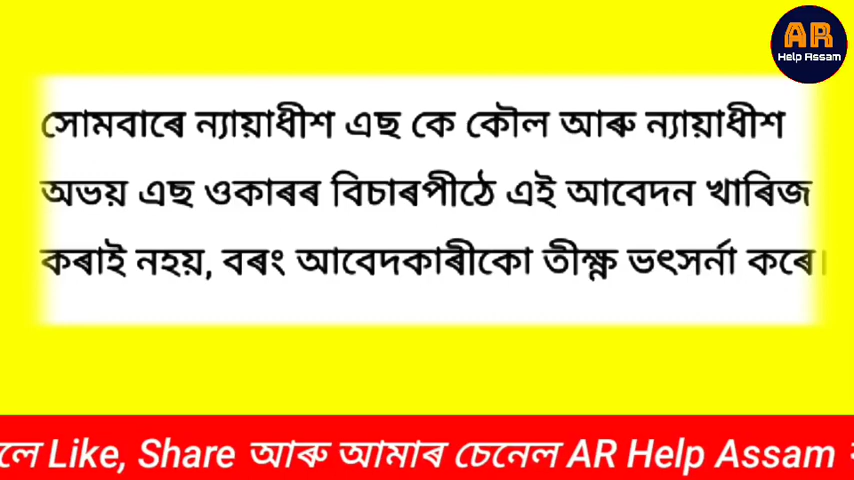 AR
Help Assam
সোমবাৰে ন্যায়াধীশ এছ কে কৌল আৰু ন্যায়াধীশ
অভয় এছ ওকাৰৰ বিচাৰপীঠে এই আবেদন খাৰিজ
কৰাই নহয়, বৰং আবেদকাৰীকো তীক্ষ্ণ ভৎসৰ্না কৰে।
Like, Share আৰু আমাৰ চেনেল AR Help Assam